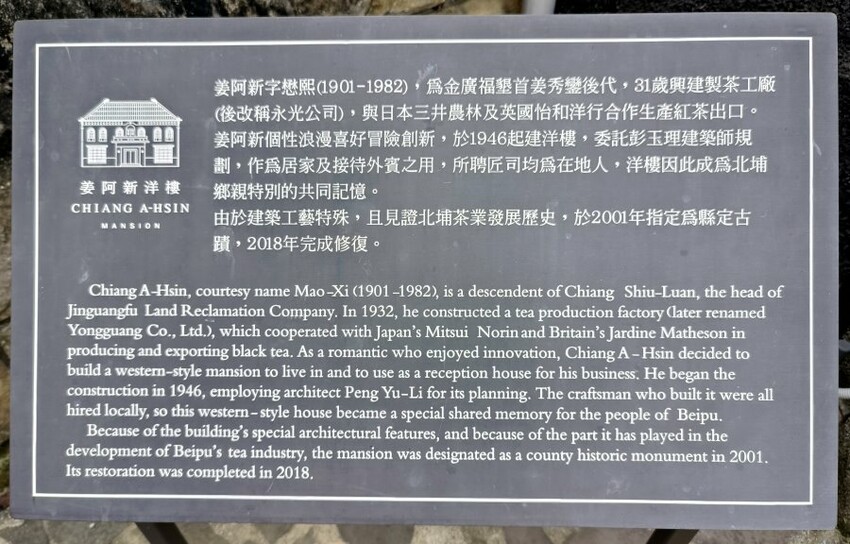 姜阿新洋樓
CHIANG A-HSIN
MANSION
姜阿新字懋熙(1901-1982)，為金廣福墾首姜秀鑾後代，31歲興建製茶工廠
(後改稱永光公司)，與日本三井農林及英國怡和洋行合作生產紅茶出口。
姜阿新個性浪漫喜好冒險創新，於1946起建洋樓，委託彭玉理建築師規
劃，作為居家及接待外賓之用，所聘匠司均為在地人，洋樓因此成為北埔
鄉親特別的共同記憶。
由於建築工藝特殊，且見證北埔茶業發展歷史，於2001年指定為縣定古
蹟，2018年完成修復。
Chiang A-Hsin, courtesy name Mao-Xi (1901-1982), is a descendent of Chiang Shiu-Luan, the head of
Jinguangfu Land Reclamation Company. In 1932, he constructed a tea production factory (later renamed
Yongguang Co., Ltd.), which cooperated with Japan's Mitsui Norin and Britain's Jardine Matheson in
producing and exporting black tea. As a romantic who enjoyed innovation, Chiang A-Hsin decided to
build a western-style mansion to live in and to use as a reception house for his business. He began the
construction in 1946, employing architect Peng Yu-Li for its planning. The craftsman who built it were all
hired locally, so this western-style house became a special shared memory for the people of Beipu.
Because of the building's special architectural features, and because of the part it has played in the
development of Beipu's tea industry, the mansion was designated as a county historic monument in 2001.
Its restoration was completed in 2018.